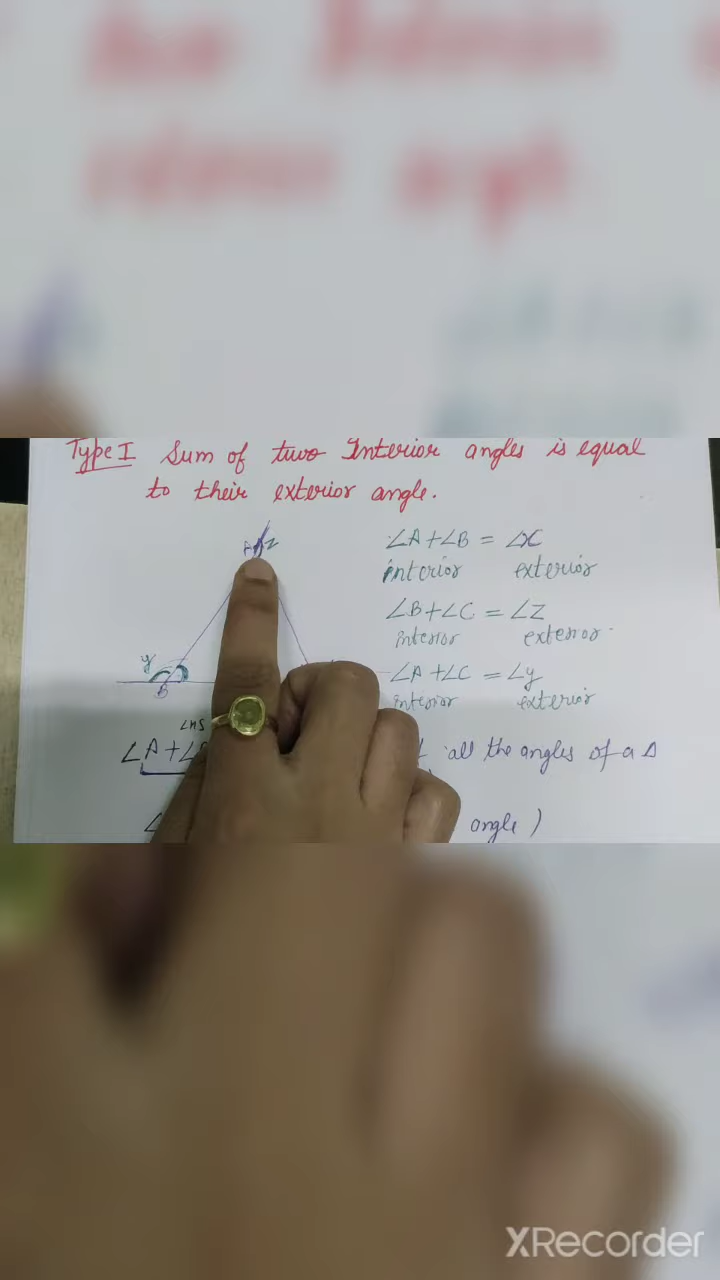 Type I Sum of two Interior angles is equal
to their exterior angle.
z
∠A+∠B = ∠x
interior exterior
∠B+∠C = ∠Z
interior exterior
y
∠A+∠C = ∠y
B
interior exterior
LHS
∠A+∠ all the angles of a Δ
∠ angle )
XRecorder